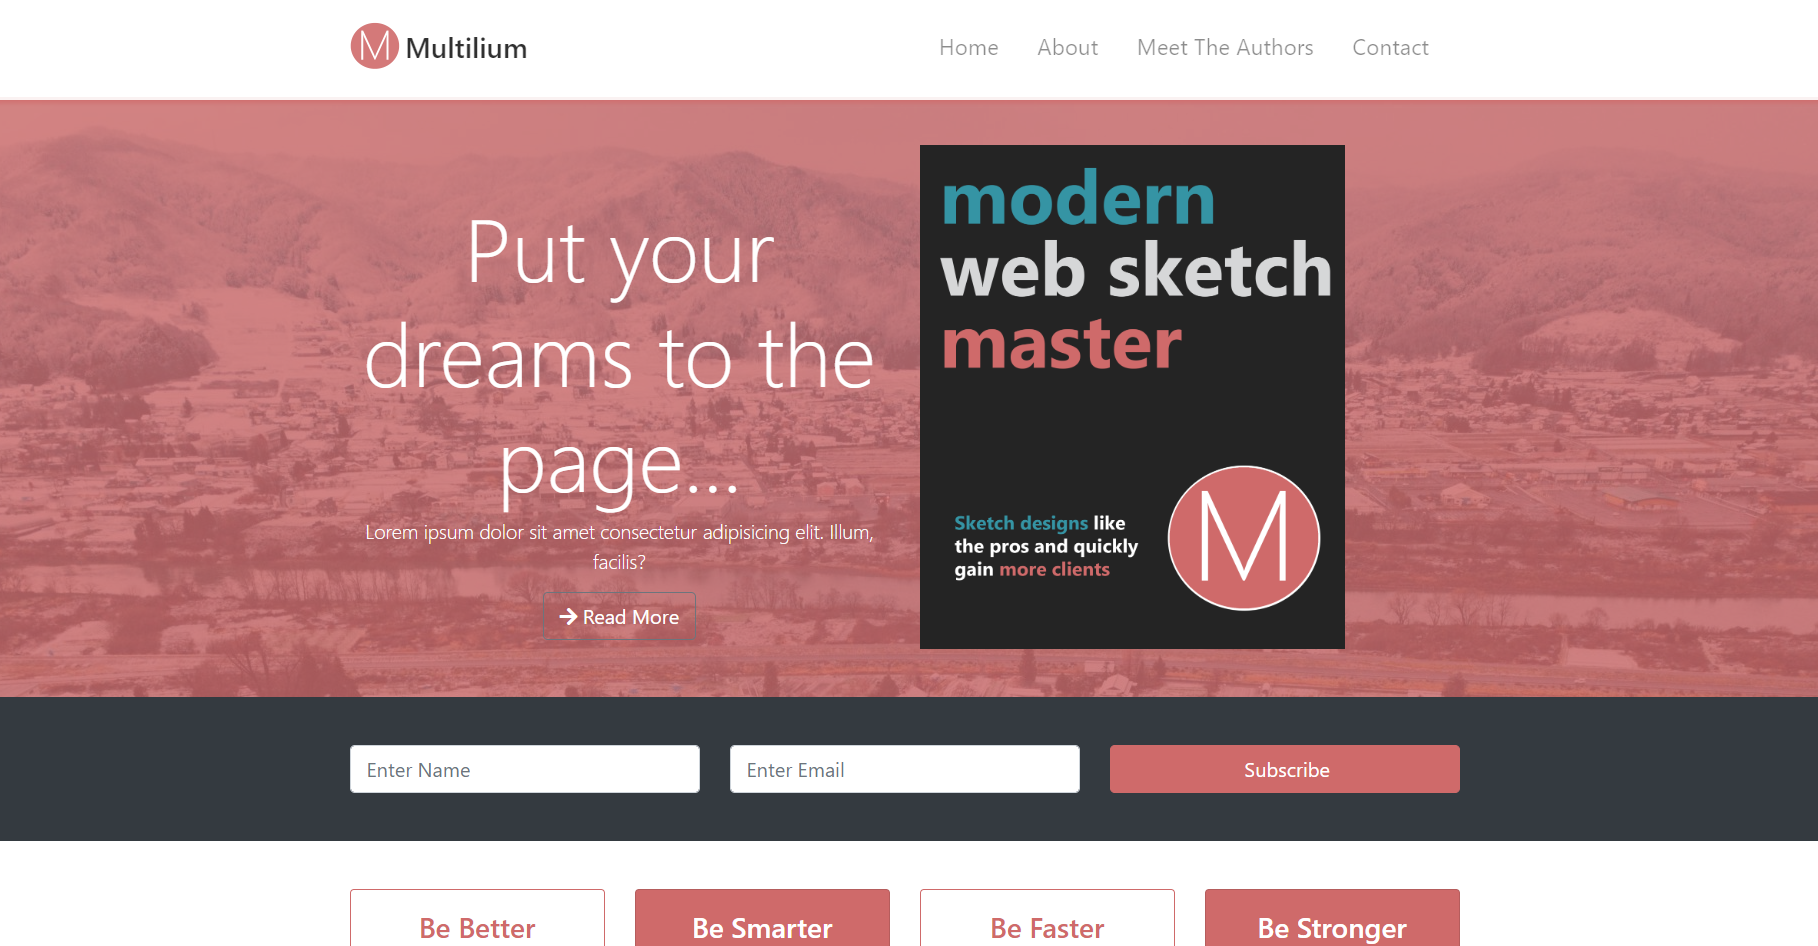 M Multilium
Home About Meet The Authors Contact
Put your
dreams to the
page...
Lorem ipsum dolor sit amet consectetur adipisicing elit. Illum,
facilis?
Read More
modern
web sketch
master
Sketch designs like
the pros and quickly
gain more clients
M
Enter Name
Enter Email
Subscribe
Be Better
Be Smarter
Be Faster
Be Stronger